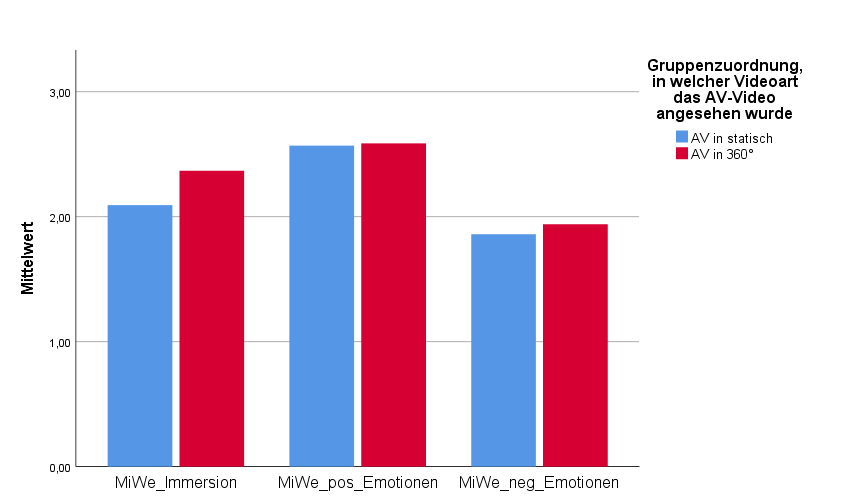 Gruppenzuordnung,
in welcher Videoart
das AV-Video
angesehen wurde
AV in statisch
AV in 360°
Mittelwert
3,00
2,00
1,00
0,00
MiWe_Immersion
MiWe_pos_Emotionen
MiWe_neg_Emotionen